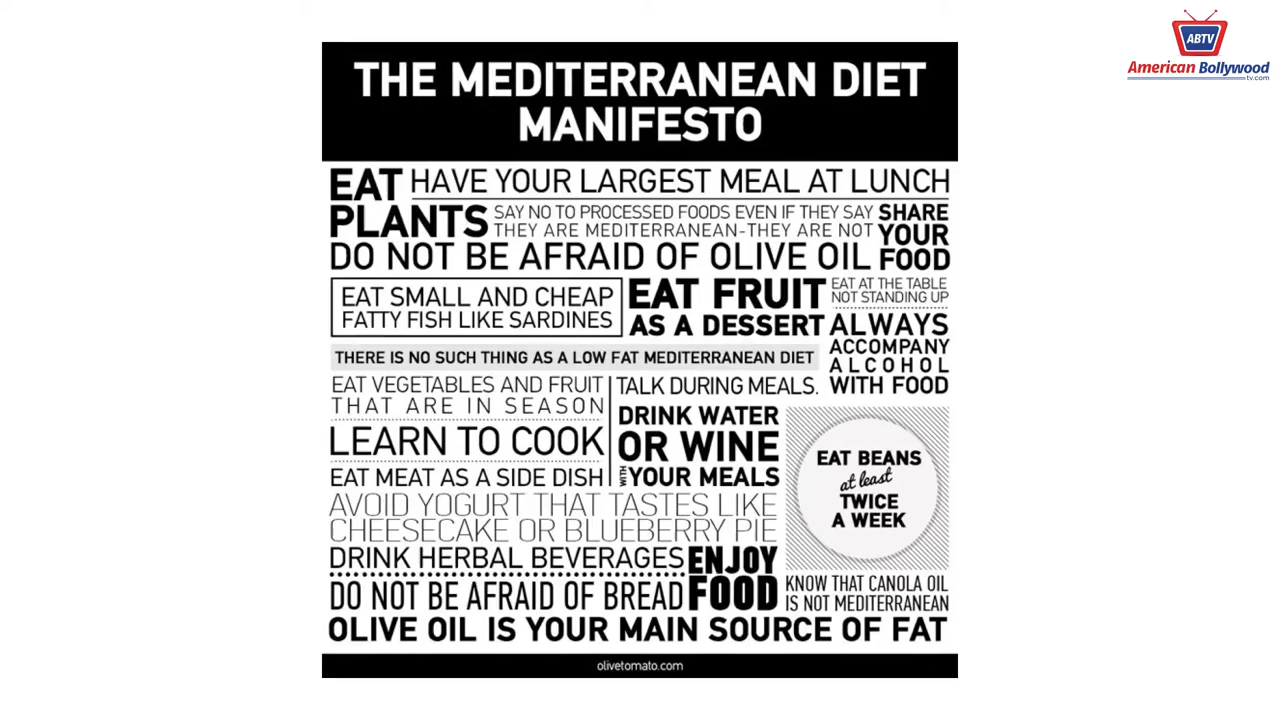 ABTV
American Bollywood
tv.com
THE MEDITERRANEAN DIET
MANIFESTO
EAT
PLANTS
HAVE YOUR LARGEST MEAL AT LUNCH
SAY NO TO PROCESSED FOODS EVEN IF THEY SAY
THEY ARE MEDITERRANEAN-THEY ARE NOT
SHARE
YOUR
FOOD
DO NOT BE AFRAID OF OLIVE OIL
EAT SMALL AND CHEAP
FATTY FISH LIKE SARDINES
EAT FRUIT
AS A DESSERT
EAT AT THE TABLE
NOT STANDING UP
ALWAYS
ACCOMPANY
ALCOHOL
WITH FOOD
THERE IS NO SUCH THING AS A LOW FAT MEDITERRANEAN DIET
EAT VEGETABLES AND FRUIT
THAT ARE IN SEASON
LEARN TO COOK
EAT MEAT AS A SIDE DISH
TALK DURING MEALS.
DRINK WATER
OR WINE
WITH YOUR MEALS
EAT BEANS
at least
TWICE
A WEEK
AVOID YOGURT THAT TASTES LIKE
CHEESECAKE OR BLUEBERRY PIE
DRINK HERBAL BEVERAGES
DO NOT BE AFRAID OF BREAD
ENJOY
FOOD
KNOW THAT CANOLA OIL
IS NOT MEDITERRANEAN
OLIVE OIL IS YOUR MAIN SOURCE OF FAT
olivetomato.com